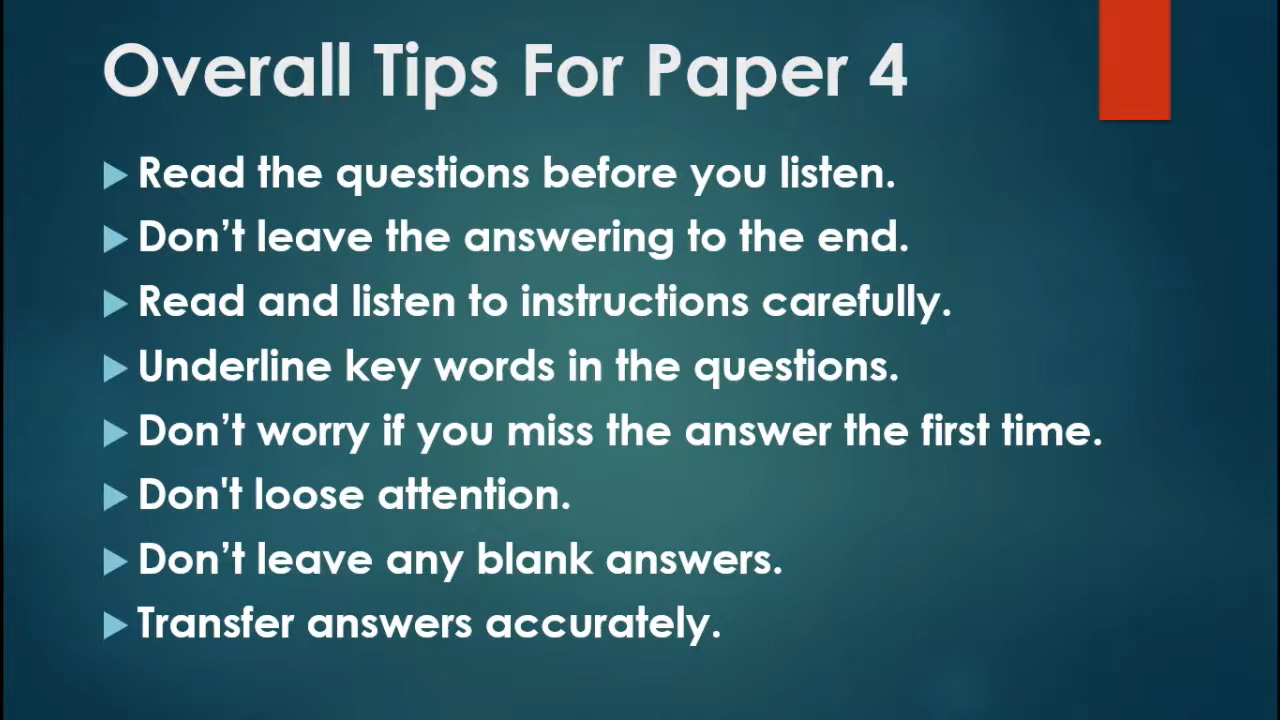 Overall Tips For Paper 4
Read the questions before you listen.
Don’t leave the answering to the end.
Read and listen to instructions carefully.
Underline key words in the questions.
Don’t worry if you miss the answer the first time.
Don't loose attention.
Don’t leave any blank answers.
Transfer answers accurately.